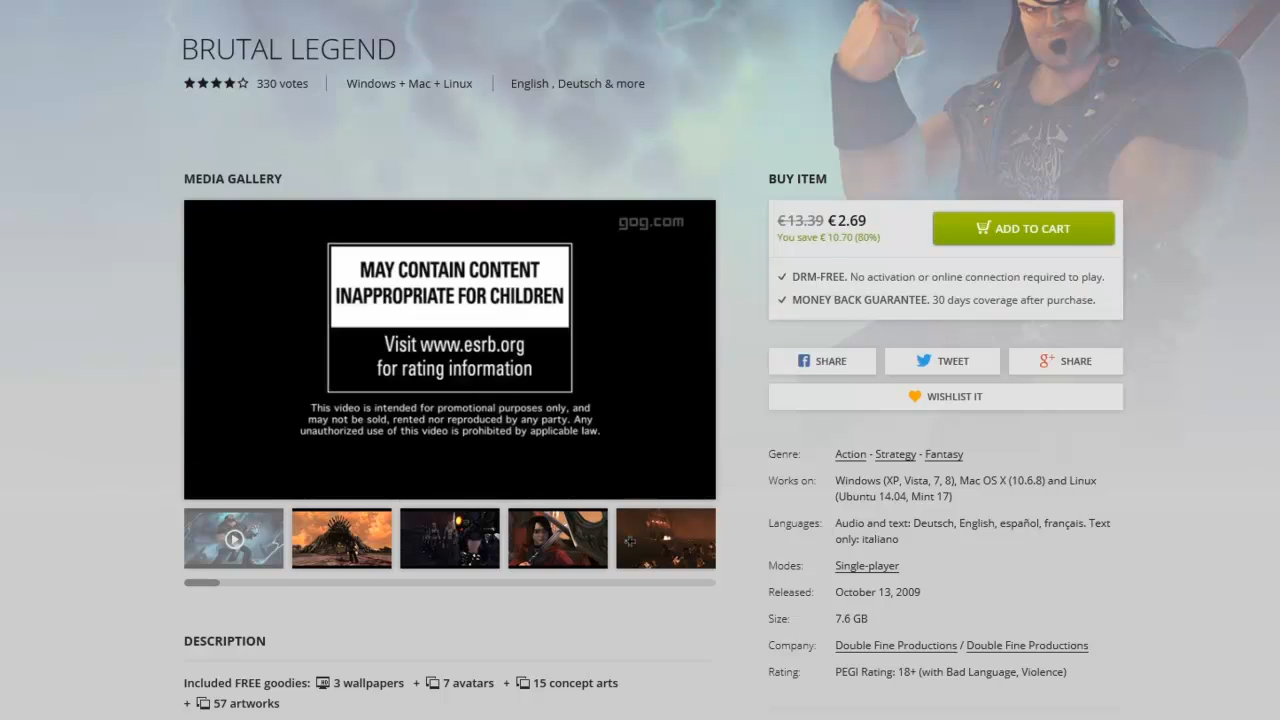 BRUTAL LEGEND
330 votes
Windows + Mac + Linux
English , Deutsch & more
MEDIA GALLERY
gog.com
MAY CONTAIN CONTENT
INAPPROPRIATE FOR CHILDREN
Visit www.esrb.org
for rating information
This video is intended for promotional purposes only, and
may not be sold, rented nor reproduced by any party. Any
unauthorized use of this video is prohibited by applicable law.
BUY ITEM
€13.39 €2.69
You save € 10.70 (80%)
ADD TO CART
DRM-FREE. No activation or online connection required to play.
MONEY BACK GUARANTEE. 30 days coverage after purchase.
SHARE
TWEET
SHARE
WISHLIST IT
Genre: Action - Strategy - Fantasy
Works on: Windows (XP, Vista, 7, 8), Mac OS X (10.6.8) and Linux
(Ubuntu 14.04, Mint 17)
Languages: Audio and text: Deutsch, English, español, français. Text
only: italiano
Modes: Single-player
Released: October 13, 2009
Size: 7.6 GB
Company: Double Fine Productions / Double Fine Productions
Rating: PEGI Rating: 18+ (with Bad Language, Violence)
DESCRIPTION
Included FREE goodies: 3 wallpapers + 7 avatars + 15 concept arts
+ 57 artworks